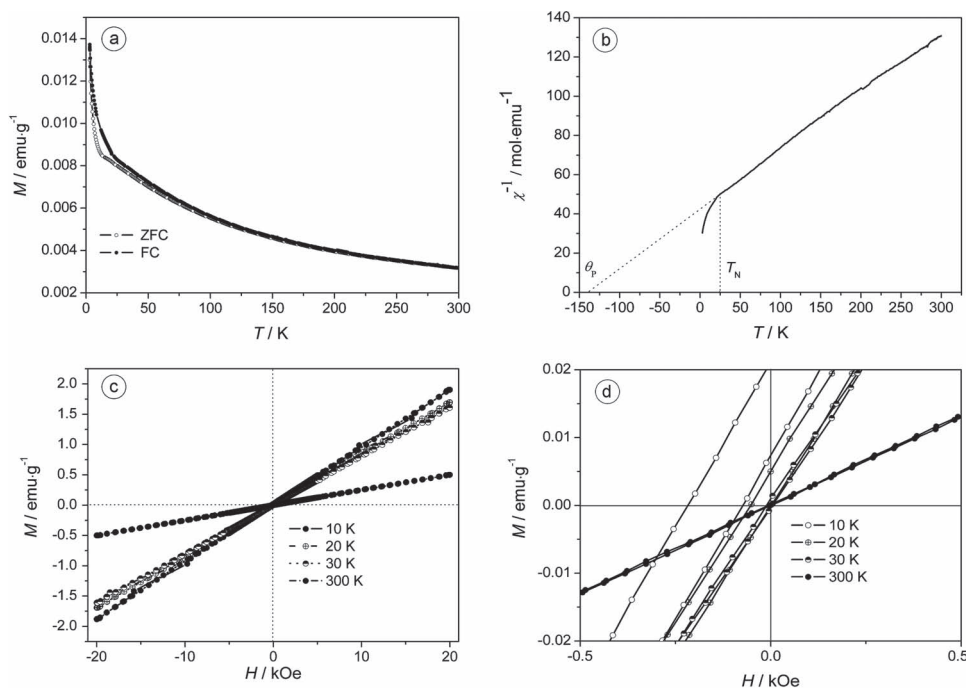 a
M / emu·g⁻¹
0.014
0.012
0.010
0.008
0.006
0.004
0.002
ZFC
FC
0 50 100 150 200 250 300
T / K
b
χ⁻¹ / mol·emu⁻¹
140
120
100
80
60
40
20
0
θP
TN
-150 -100 -50 0 50 100 150 200 250 300
T / K
c
M / emu·g⁻¹
2.0
1.5
1.0
0.5
0.0
-0.5
-1.0
-1.5
-2.0
10 K
20 K
30 K
300 K
-20 -10 0 10 20
H / kOe
d
M / emu·g⁻¹
0.02
0.01
0.00
-0.01
-0.02
10 K
20 K
30 K
300 K
-0.5 0.0 0.5
H / kOe